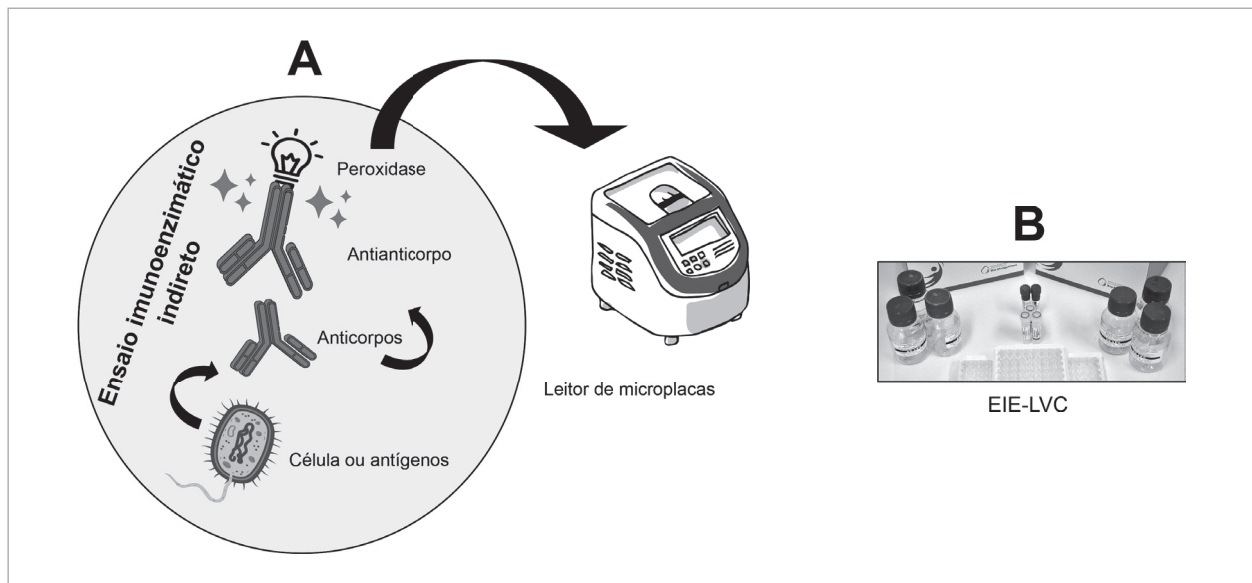 A
Ensaio imunoenzimático
indireto
Peroxidase
Antianticorpo
Anticorpos
Célula ou antígenos
Leitor de microplacas
B
EIE-LVC